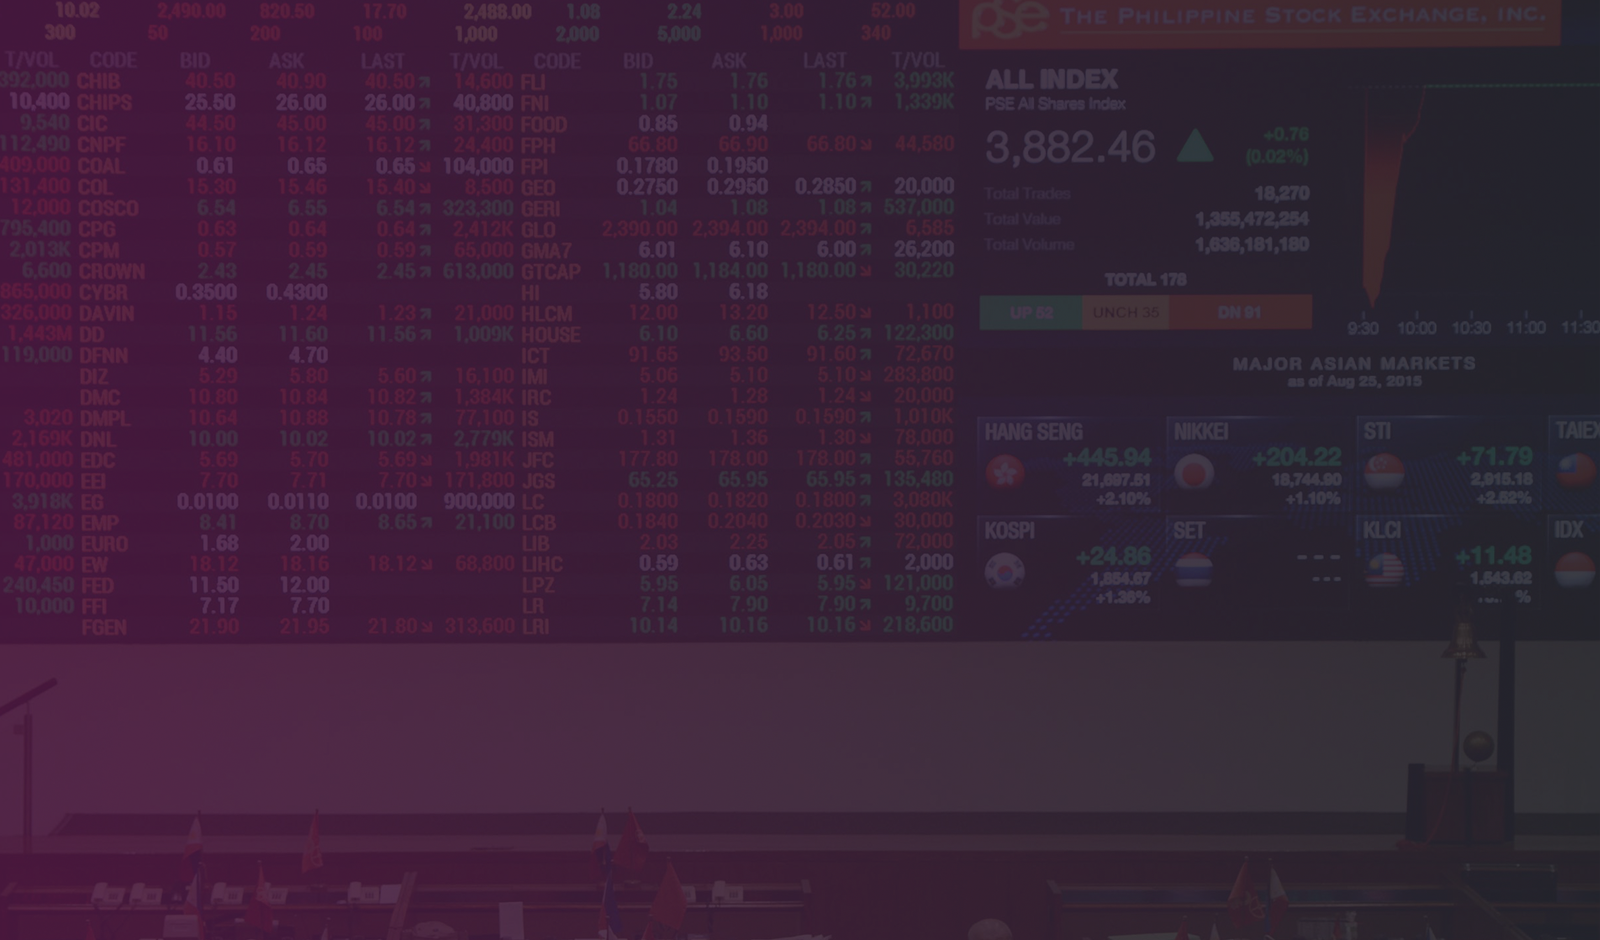 10.02 2,490.00 820.50 17.70 2,488.00 1.08 2.24 3.00 52.00
300 50 200 100 1,000 2,000 5,000 1,000 340
T/VOL CODE BID ASK LAST T/VOL CODE BID ASK LAST T/VOL
392,000 CHIB 40.50 40.90 40.50 14,600 FLI 1.75 1.76 1.76 3,993K
10,400 CHIPS 25.50 26.00 26.00 40,800 FNI 1.07 1.10 1.10 1,339K
9,540 CIC 44.50 45.00 45.00 31,300 FOOD 0.85 0.94
112,490 CNPF 16.10 16.12 16.12 24,400 FPH 66.80 66.90 66.80 44,580
409,000 COAL 0.61 0.65 0.65 104,000 FPI 0.1780 0.1950
131,400 COL 15.30 15.46 15.40 8,500 GEO 0.2750 0.2950 0.2850 20,000
12,000 COSCO 6.54 6.55 6.54 323,300 GERI 1.04 1.08 1.08 537,000
795,400 CPG 0.63 0.64 0.64 2,412K GLO 2,390.00 2,394.00 2,394.00 6,585
2,013K CPM 0.57 0.59 0.59 65,000 GMA7 6.01 6.10 6.00 26,200
6,600 CROWN 2.43 2.45 2.45 613,000 GTCAP 1,180.00 1,184.00 1,180.00 30,220
865,000 CYBR 0.3500 0.4300 HI 5.80 6.18
326,000 DAVIN 1.15 1.24 1.23 21,000 HLCM 12.00 13.20 12.50 1,100
1,443M DD 11.56 11.60 11.56 1,009K HOUSE 6.10 6.60 6.25 122,300
119,000 DFNN 4.40 4.70 ICT 91.65 93.50 91.60 72,670
DIZ 5.29 5.80 5.60 16,100 IMI 5.06 5.10 5.10 283,800
DMC 10.80 10.84 10.82 1,384K IRC 1.24 1.28 1.24 20,000
3,020 DMPL 10.64 10.88 10.78 77,100 IS 0.1550 0.1590 0.1590 1,010K
2,169K DNL 10.00 10.02 10.02 2,779K ISM 1.31 1.36 1.30 78,000
481,000 EDC 5.69 5.70 5.69 1,981K JFC 177.80 178.00 178.00 55,760
170,000 EEI 7.70 7.71 7.70 171,800 JGS 65.25 65.95 65.95 135,480
3,918K EG 0.0100 0.0110 0.0100 900,000 LC 0.1800 0.1820 0.1800 3,080K
87,120 EMP 8.41 8.70 8.65 21,100 LCB 0.1840 0.2040 0.2030 30,000
1,000 EURO 1.68 2.00 LIB 2.03 2.25 2.05 72,000
47,000 EW 18.12 18.16 18.12 68,800 LIHC 0.59 0.63 0.61 2,000
240,450 FED 11.50 12.00 LPZ 5.95 6.05 5.95 121,000
10,000 FFI 7.17 7.70 LR 7.14 7.90 7.90 9,700
FGEN 21.90 21.95 21.80 313,600 LRI 10.14 10.16 10.16 218,600
pse THE PHILIPPINE STOCK EXCHANGE, INC.
ALL INDEX
PSE All Shares Index
3,882.46 +0.76
(0.02%)
Total Trades 18,270
Total Value 1,355,472,254
Total Volume 1,636,181,180
TOTAL 178
UP 52 UNCH 35 DN 91
9:30 10:00 10:30 11:00 11:30
MAJOR ASIAN MARKETS
as of Aug 25, 2015
HANG SENG NIKKEI STI TAIEX
+445.94 +204.22 +71.79
21,697.51 18,744.90 2,915.18
+2.10% +1.10% +2.52%
KOSPI SET KLCI IDX
+24.86 --- +11.48
1,854.67 --- 1,543.62
+1.36%